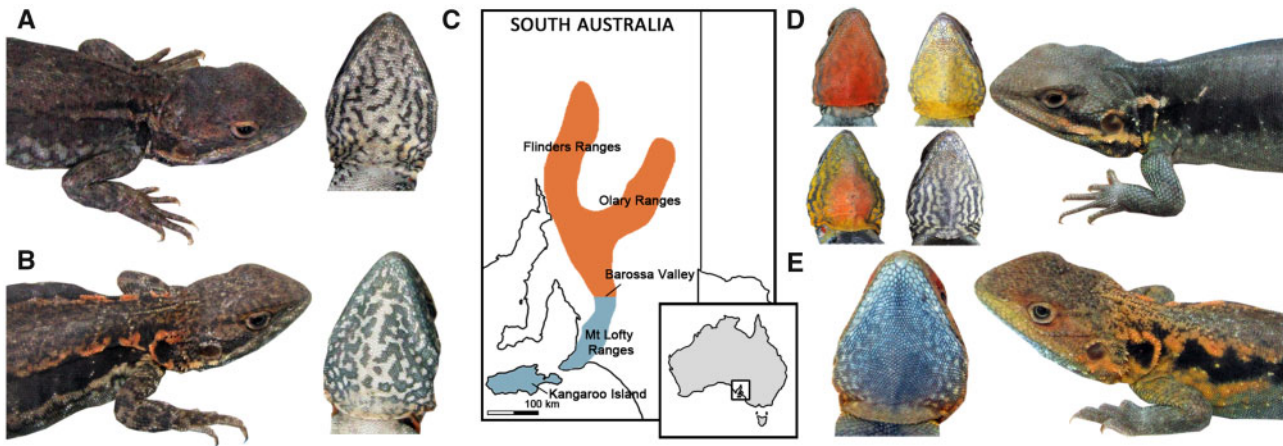 A
C
SOUTH AUSTRALIA
D
Flinders Ranges
Olary Ranges
B
Barossa Valley
E
Mt Lofty
Ranges
Kangaroo Island
100 km